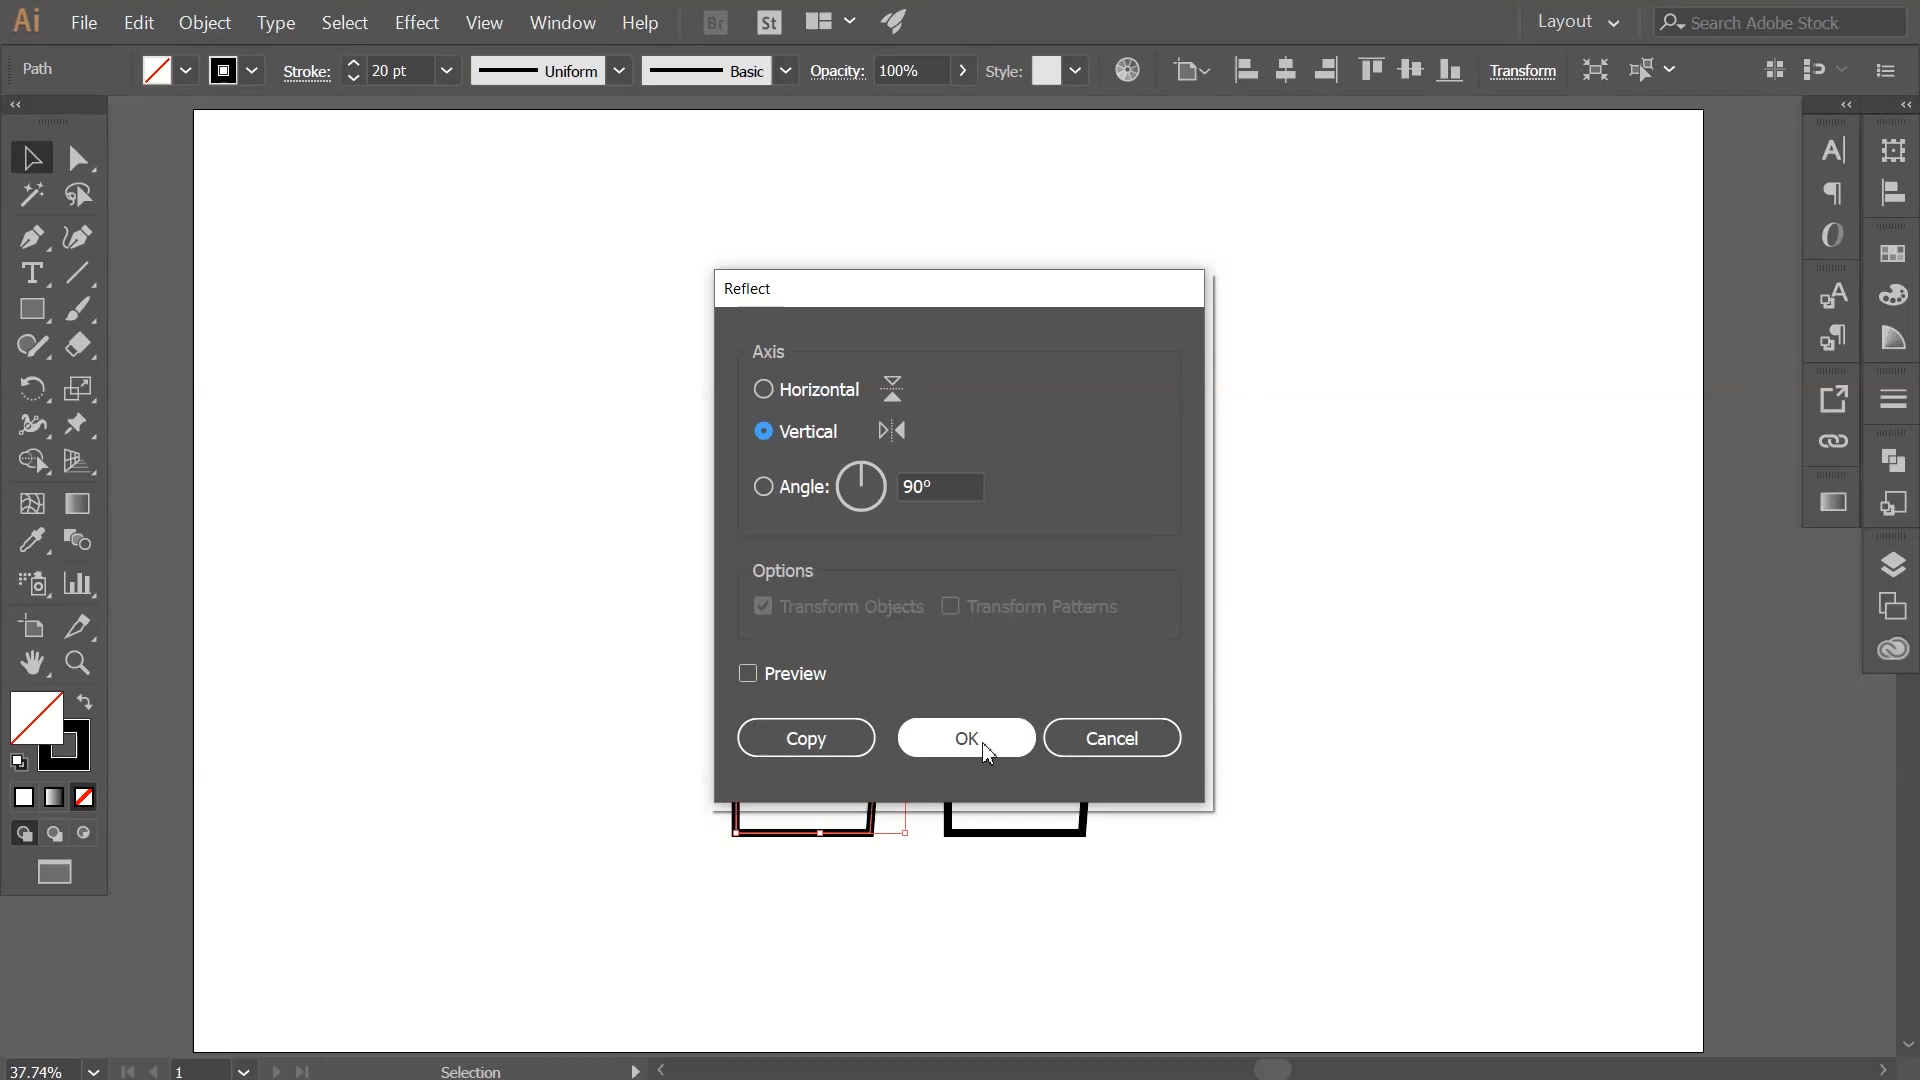 Ai File Edit Object Type Select Effect View Window Help Br St Layout Search Adobe Stock
Path Stroke: 20 pt Uniform Basic Opacity: 100% Style: Transform
Reflect
Axis
Horizontal
Vertical
Angle: 90°
Options
Transform Objects Transform Patterns
Preview
Copy OK Cancel
37.74% 1 Selection